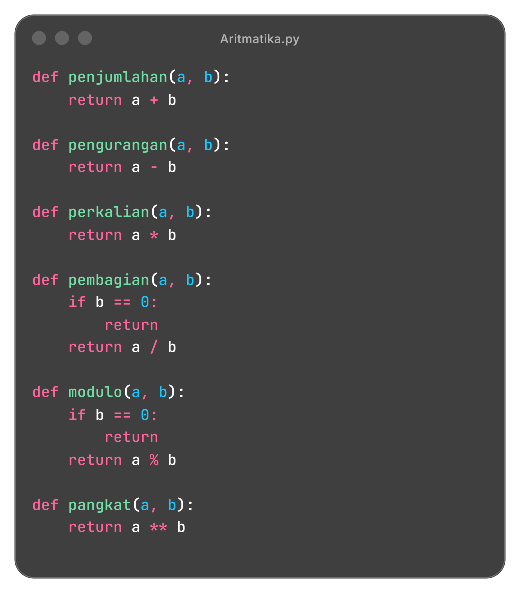 Aritmatika.py
def penjumlahan(a, b):
    return a + b
def pengurangan(a, b):
    return a - b
def perkalian(a, b):
    return a * b
def pembagian(a, b):
    if b == 0:
        return
    return a / b
def modulo(a, b):
    if b == 0:
        return
    return a % b
def pangkat(a, b):
    return a ** b